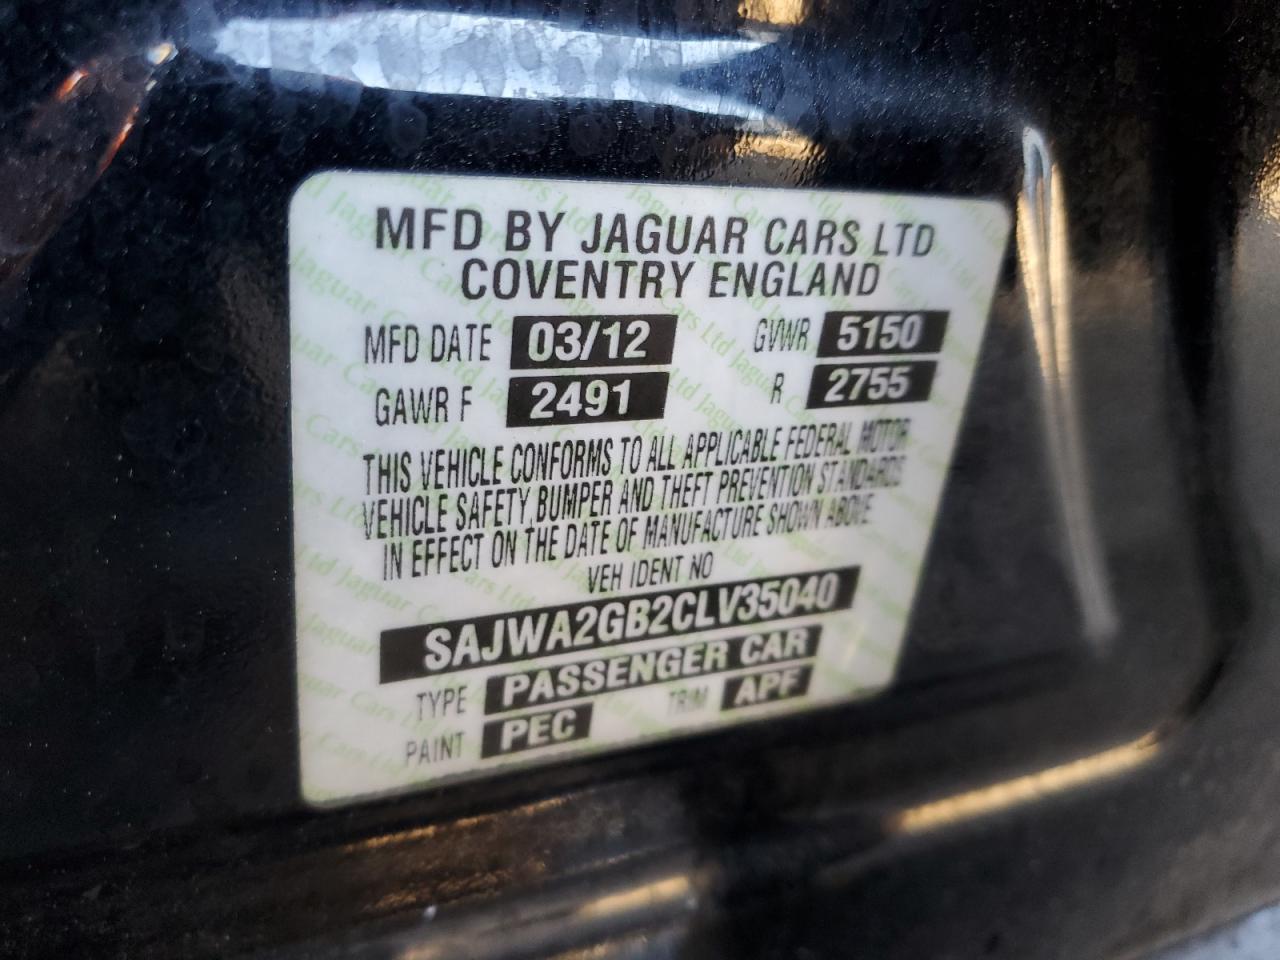 MFD BY JAGUAR CARS LTD
COVENTRY ENGLAND
MFD DATE 03/12 GVWR 5150
GAWR F 2491 R 2755
THIS VEHICLE CONFORMS TO ALL APPLICABLE FEDERAL MOTOR
VEHICLE SAFETY, BUMPER AND THEFT PREVENTION STANDARDS
IN EFFECT ON THE DATE OF MANUFACTURE SHOWN ABOVE
VEH IDENT NO
SAJWA2GB2CLV35040
TYPE PASSENGER CAR
PAINT PEC TRIM APF